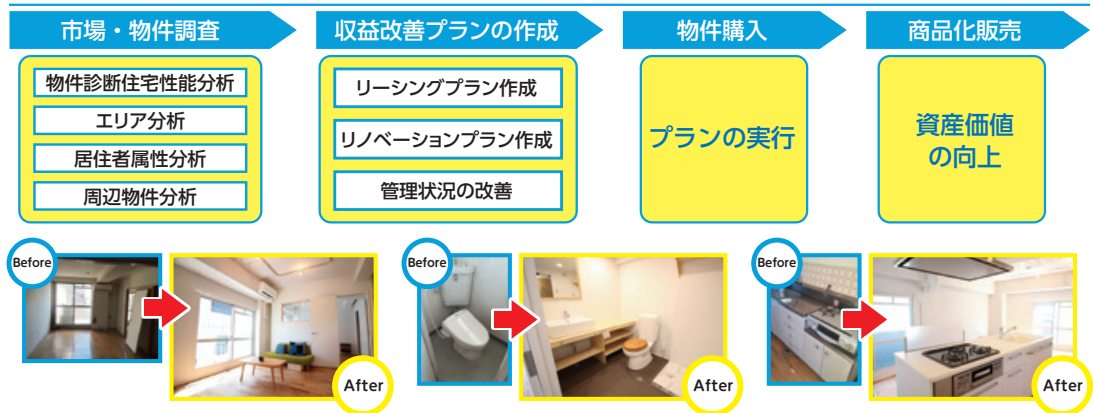 市場・物件調査
物件診断住宅性能分析
エリア分析
居住者属性分析
周辺物件分析
収益改善プランの作成
リーシングプラン作成
リノベーションプラン作成
管理状況の改善
物件購入
プランの実行
商品化販売
資産価値
の向上
Before
After
Before
After
Before
After